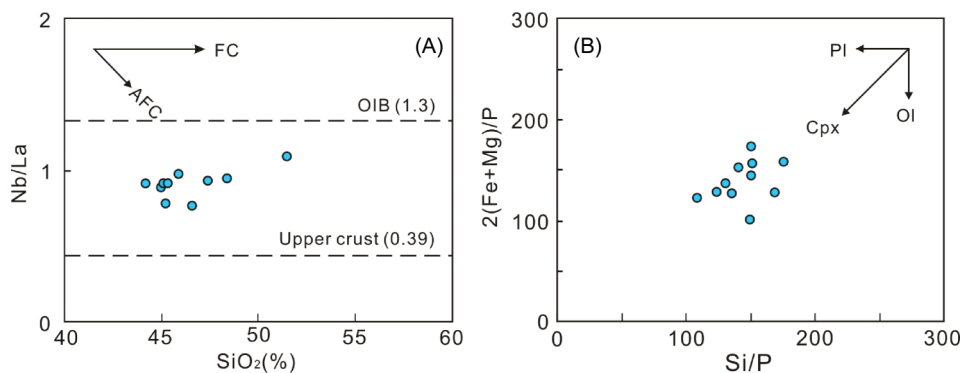 2
1
0
Nb/La
(A)
FC
AFC
OIB (1.3)
Upper crust (0.39)
40 45 50 55 60
SiO₂(%)
300
200
100
0
2(Fe+Mg)/P
(B)
Pl
Cpx
Ol
0 100 200 300
Si/P